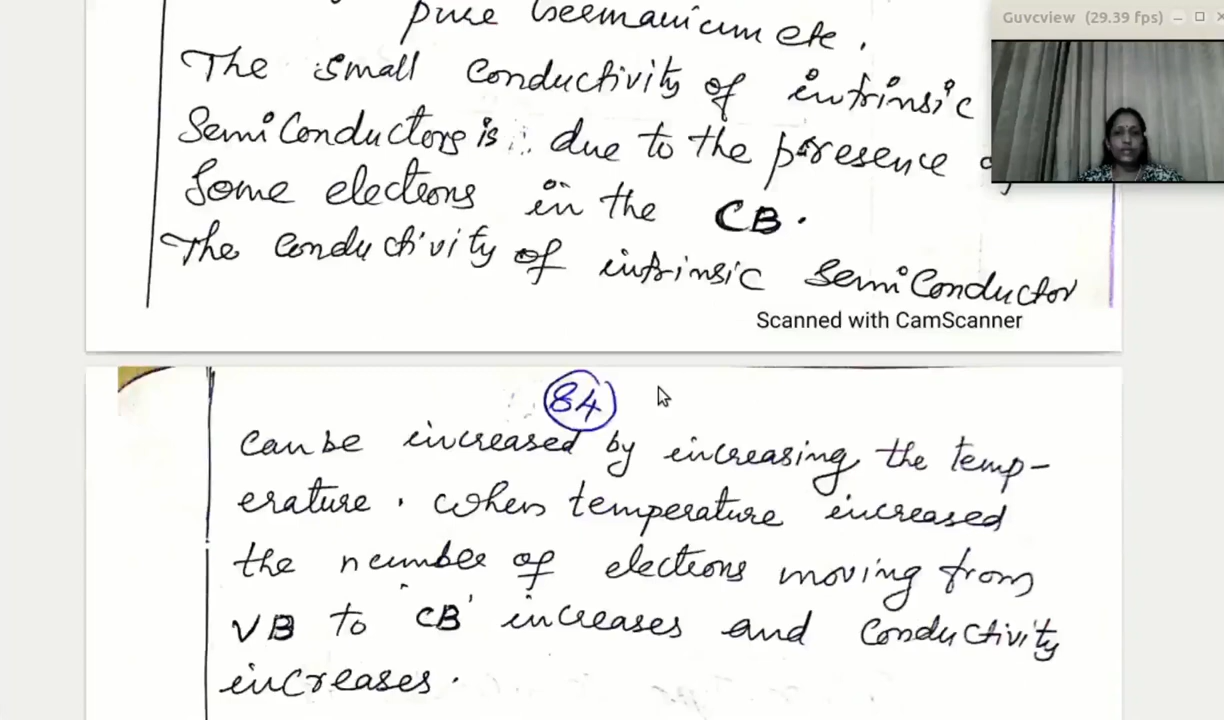 pure Germanium etc.
Guvcview (29.39 fps)
The small conductivity of intrinsic
Semiconductors is due to the presence
Some electrons in the CB.
The conductivity of intrinsic Semiconductor
Scanned with CamScanner
84
can be increased by increasing the temp-
erature. When temperature increased
the number of electrons moving from
VB to 'CB' increases and conductivity
increases.